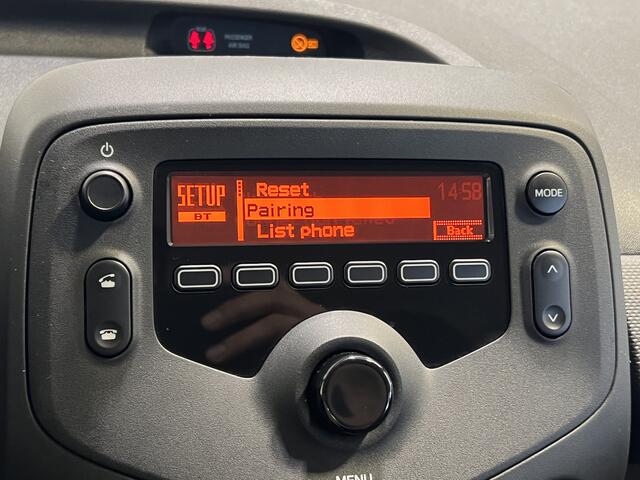 PASSENGER
AIR BAG
SETUP
BT
Reset
14:58
Pairing
List phone
Back
MODE
MENU